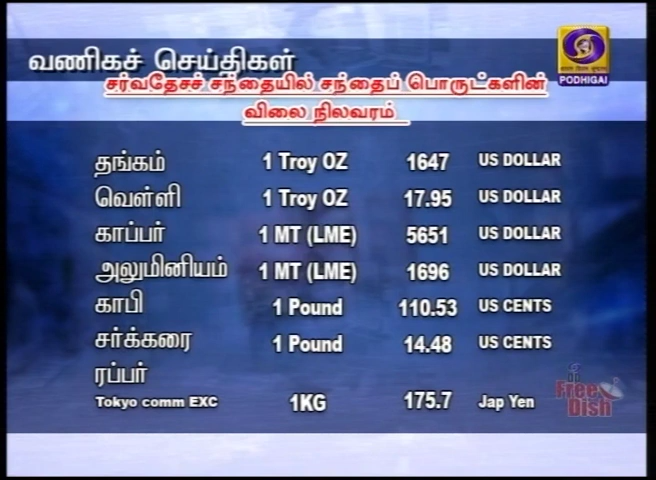 வணிகச் செய்திகள்
PODHIGAI
சர்வதேசச் சந்தையில் சந்தைப் பொருட்களின்
விலை நிலவரம்
தங்கம் 1 Troy OZ 1647 US DOLLAR
வெள்ளி 1 Troy OZ 17.95 US DOLLAR
காப்பர் 1 MT (LME) 5651 US DOLLAR
அலுமினியம் 1 MT (LME) 1696 US DOLLAR
காபி 1 Pound 110.53 US CENTS
சர்க்கரை 1 Pound 14.48 US CENTS
ரப்பர்
Tokyo comm EXC 1KG 175.7 Jap Yen
DD
Free
Dish